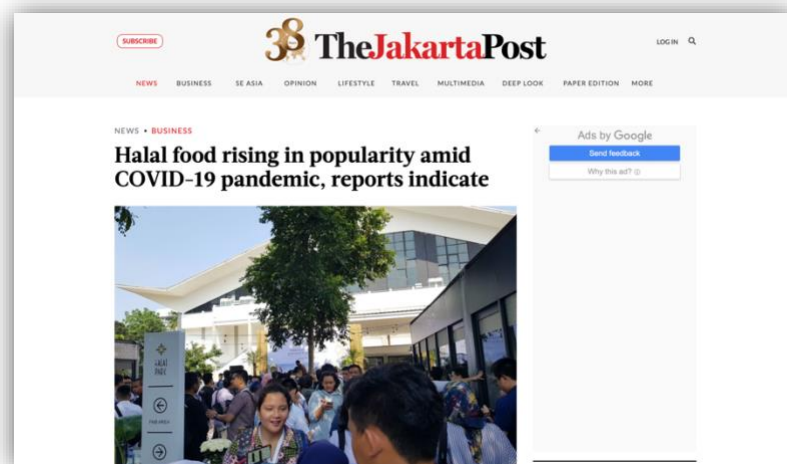 SUBSCRIBE
38
TheJakartaPost
LOG IN
NEWS BUSINESS SE ASIA OPINION LIFESTYLE TRAVEL MULTIMEDIA DEEP LOOK PAPER EDITION MORE
NEWS • BUSINESS
Halal food rising in popularity amid
COVID-19 pandemic, reports indicate
Ads by Google
Send feedback
Why this ad?
HALAL
PARK